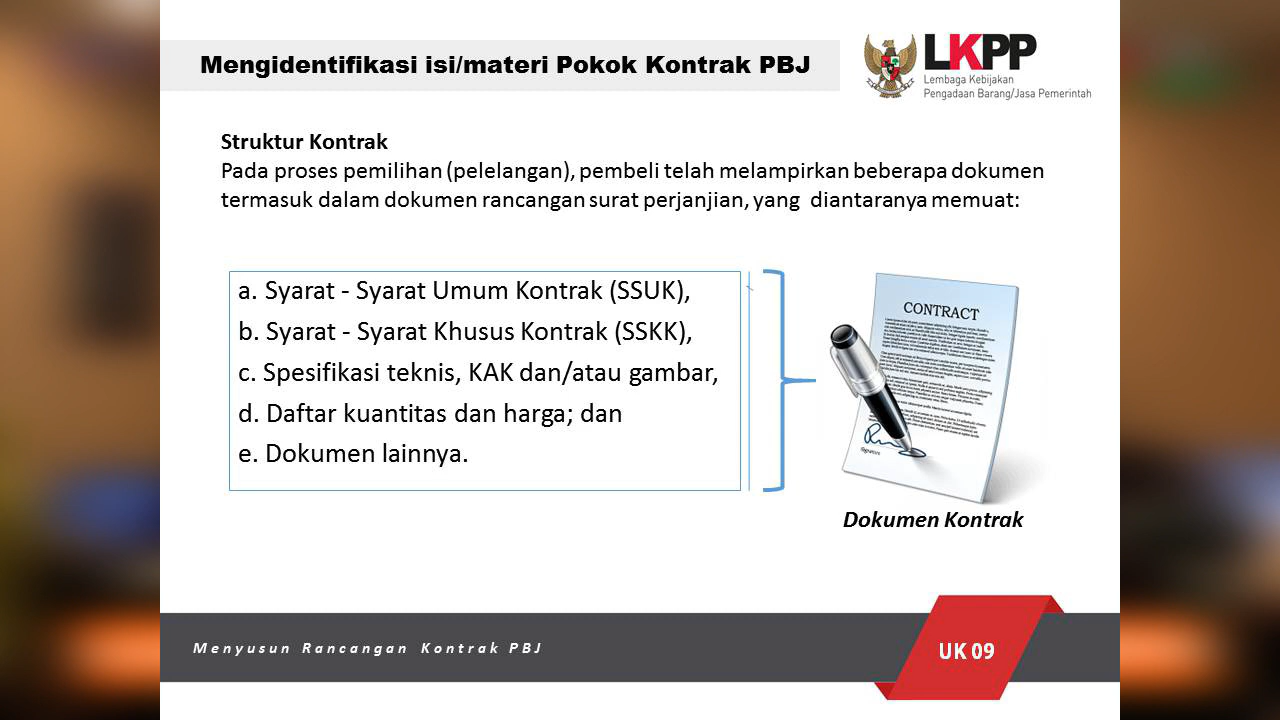 Mengidentifikasi isi/materi Pokok Kontrak PBJ
LKPP
Lembaga Kebijakan
Pengadaan Barang/Jasa Pemerintah
Struktur Kontrak
Pada proses pemilihan (pelelangan), pembeli telah melampirkan beberapa dokumen
termasuk dalam dokumen rancangan surat perjanjian, yang diantaranya memuat:
a. Syarat - Syarat Umum Kontrak (SSUK),
b. Syarat - Syarat Khusus Kontrak (SSKK),
c. Spesifikasi teknis, KAK dan/atau gambar,
d. Daftar kuantitas dan harga; dan
e. Dokumen lainnya.
CONTRACT
Dokumen Kontrak
Menyusun Rancangan Kontrak PBJ
UK 09